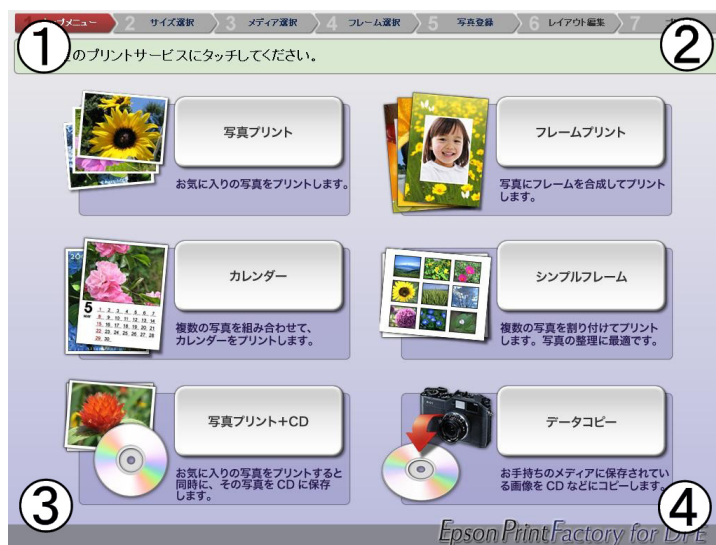 ①
②
2 サイズ選択
3 メディア選択
4 フレーム選択
5 写真登録
6 レイアウト編集
7
のプリントサービスにタッチしてください。
写真プリント
お気に入りの写真をプリントします。
フレームプリント
写真にフレームを合成してプリント
します。
カレンダー
複数の写真を組み合わせて、
カレンダーをプリントします。
シンプルフレーム
複数の写真を割り付けてプリント
します。写真の整理に最適です。
写真プリント+CD
お気に入りの写真をプリントすると
同時に、その写真を CD に保存
します。
データコピー
お手持ちのメディアに保存されてい
る画像を CD などにコピーします。
③
④
Epson PrintFactory for DPE